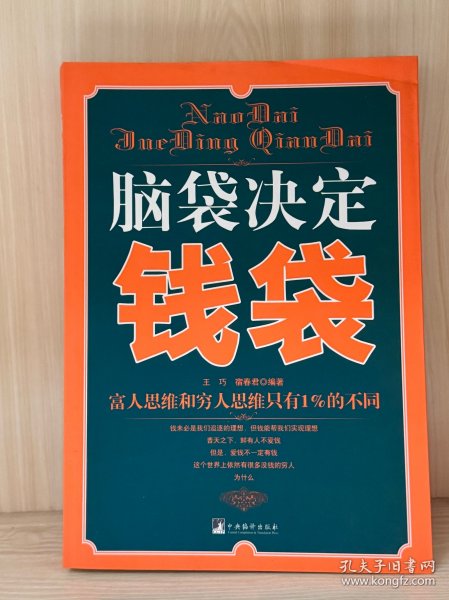 NaoDai
JueDing QianDai
脑袋决定
钱袋
王 巧 宿春君◎编著
富人思维和穷人思维只有1%的不同
钱未必是我们追逐的理想，但钱能帮我们实现理想
普天之下，鲜有人不爱钱
但是，爱钱不一定有钱
这个世界上依然有很多没钱的穷人
为什么
中央编译出版社
Central Compilation & Translation Press
孔夫子旧书网
www.kongfz.com